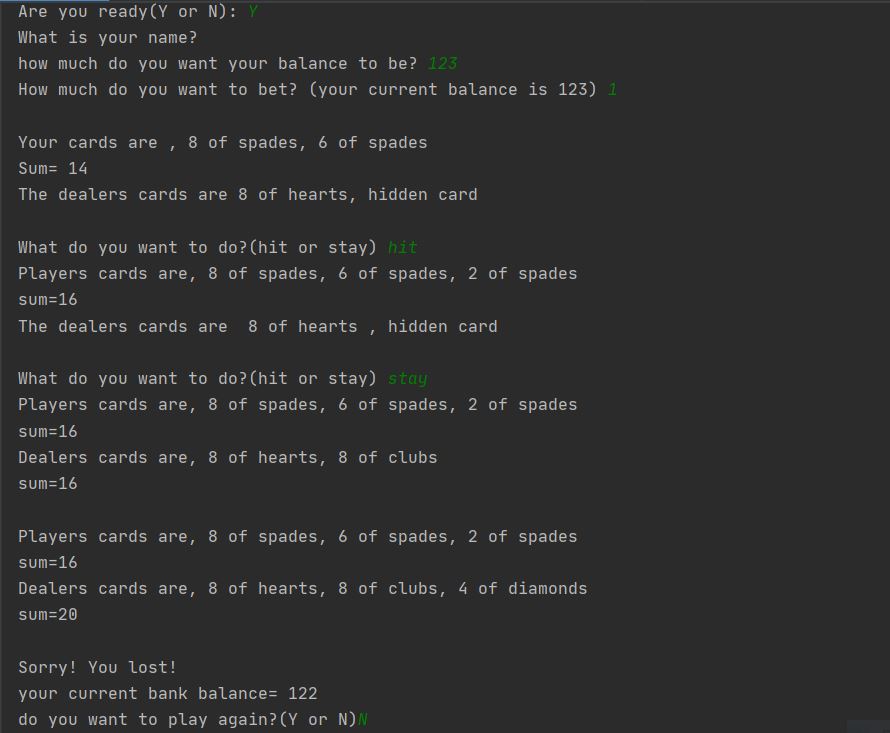 Are you ready(Y or N): Y
What is your name?
how much do you want your balance to be? 123
How much do you want to bet? (your current balance is 123) 1
Your cards are , 8 of spades, 6 of spades
Sum= 14
The dealers cards are 8 of hearts, hidden card
What do you want to do?(hit or stay) hit
Players cards are, 8 of spades, 6 of spades, 2 of spades
sum=16
The dealers cards are  8 of hearts , hidden card
What do you want to do?(hit or stay) stay
Players cards are, 8 of spades, 6 of spades, 2 of spades
sum=16
Dealers cards are, 8 of hearts, 8 of clubs
sum=16
Players cards are, 8 of spades, 6 of spades, 2 of spades
sum=16
Dealers cards are, 8 of hearts, 8 of clubs, 4 of diamonds
sum=20
Sorry! You lost!
your current bank balance= 122
do you want to play again?(Y or N)N